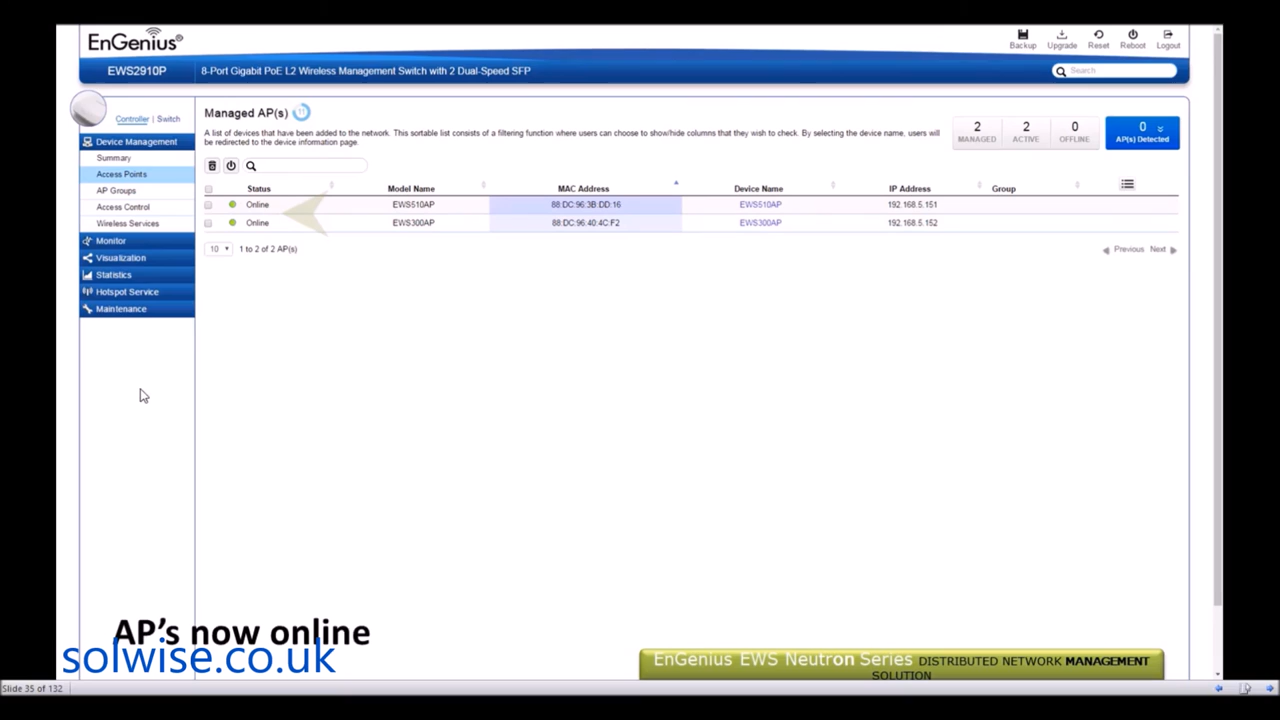 EnGenius®
Backup Upgrade Reset Reboot Logout
EWS2910P 8-Port Gigabit PoE L2 Wireless Management Switch with 2 Dual-Speed SFP
Search
Controller | Switch
Device Management
Summary
Access Points
AP Groups
Access Control
Wireless Services
Monitor
Visualization
Statistics
Hotspot Service
Maintenance
Managed AP(s) 11
A list of devices that have been added to the network. This sortable list consists of a filtering function where users can choose to show/hide columns that they wish to check. By selecting the device name, users will
be redirected to the device information page.
2 2 0 0
MANAGED ACTIVE OFFLINE AP(s) Detected
Status Model Name MAC Address Device Name IP Address Group
Online EWS510AP 88:DC:96:3B:DD:16 EWS510AP 192.168.5.151
Online EWS300AP 88:DC:96:40:4C:F2 EWS300AP 192.168.5.152
10 1 to 2 of 2 AP(s)
Previous Next
AP's now online
solwise.co.uk
EnGenius EWS Neutron Series DISTRIBUTED NETWORK MANAGEMENT
SOLUTION
Slide 35 of 132